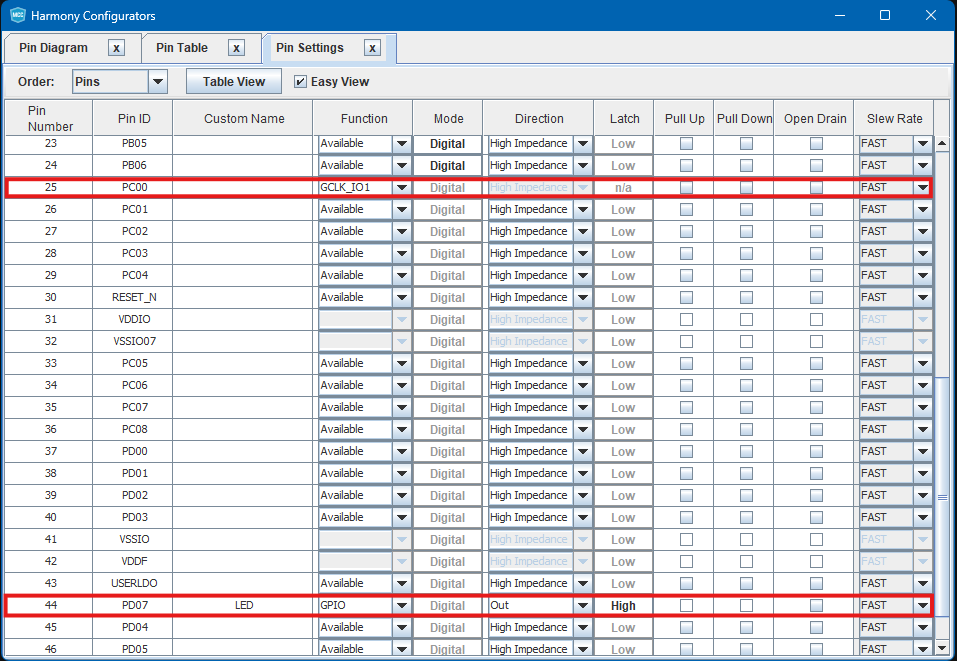 MCC Harmony Configurators
Pin Diagram x Pin Table x Pin Settings x
Order: Pins Table View Easy View
Pin Number Pin ID Custom Name Function Mode Direction Latch Pull Up Pull Down Open Drain Slew Rate
23 PB05 Available Digital High Impedance Low FAST
24 PB06 Available Digital High Impedance Low FAST
25 PC00 GCLK_IO1 Digital High Impedance n/a FAST
26 PC01 Available Digital High Impedance Low FAST
27 PC02 Available Digital High Impedance Low FAST
28 PC03 Available Digital High Impedance Low FAST
29 PC04 Available Digital High Impedance Low FAST
30 RESET_N Available Digital High Impedance Low FAST
31 VDDIO Digital High Impedance Low FAST
32 VSSIO07 Digital High Impedance Low FAST
33 PC05 Available Digital High Impedance Low FAST
34 PC06 Available Digital High Impedance Low FAST
35 PC07 Available Digital High Impedance Low FAST
36 PC08 Available Digital High Impedance Low FAST
37 PD00 Available Digital High Impedance Low FAST
38 PD01 Available Digital High Impedance Low FAST
39 PD02 Available Digital High Impedance Low FAST
40 PD03 Available Digital High Impedance Low FAST
41 VSSIO Digital High Impedance Low FAST
42 VDDF Digital High Impedance Low FAST
43 USERLDO Available Digital High Impedance Low FAST
44 PD07 LED GPIO Digital Out High FAST
45 PD04 Available Digital High Impedance Low FAST
46 PD05 Available Digital High Impedance Low FAST